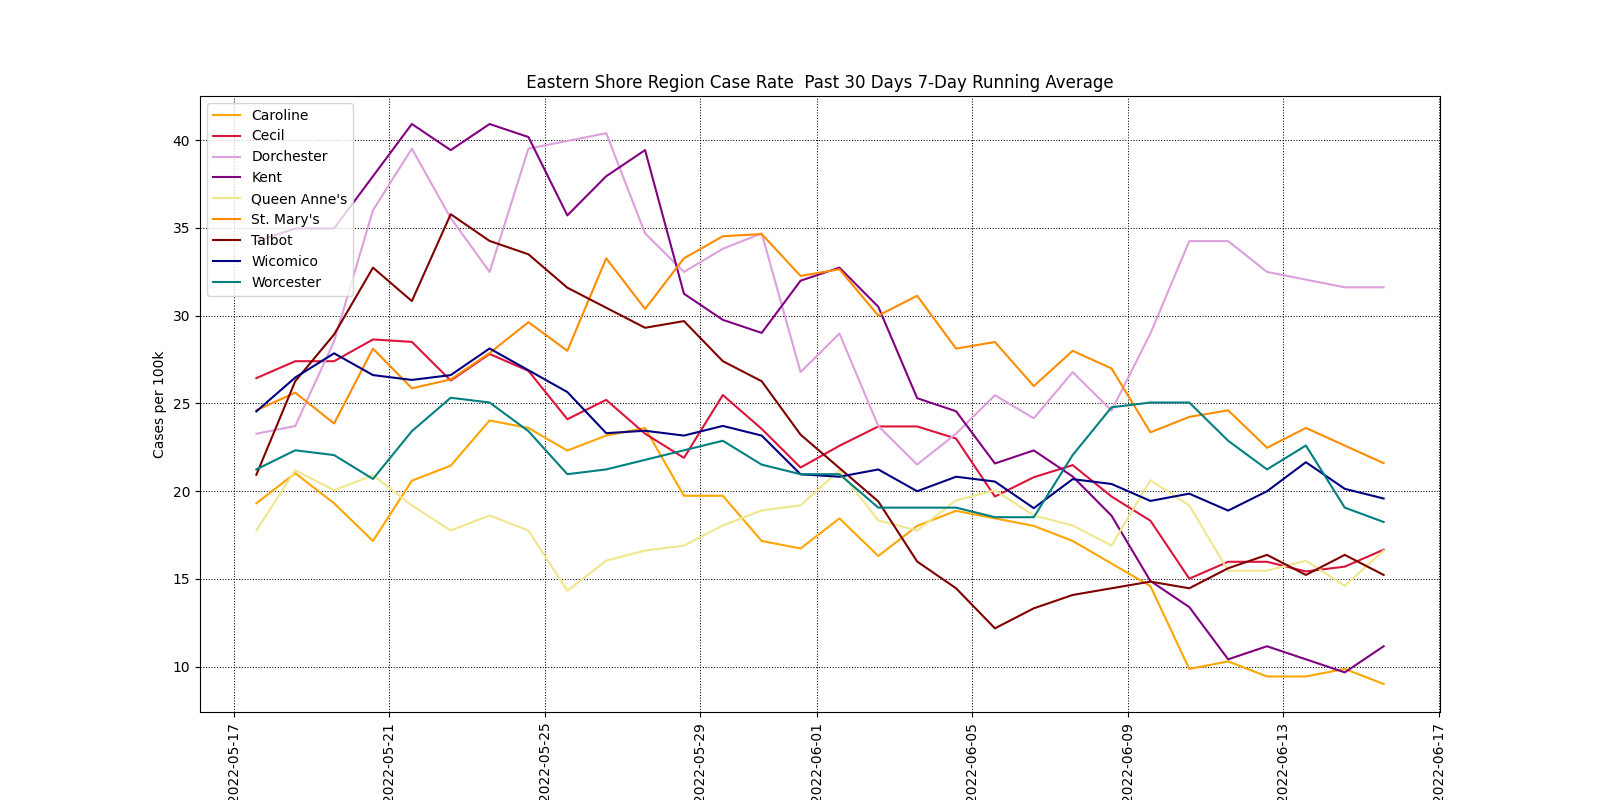 Eastern Shore Region Case Rate  Past 30 Days 7-Day Running Average
Caroline
Cecil
Dorchester
Kent
Queen Anne's
St. Mary's
Talbot
Wicomico
Worcester
Cases per 100k
40
35
30
25
20
15
10
2022-05-17
2022-05-21
2022-05-25
2022-05-29
2022-06-01
2022-06-05
2022-06-09
2022-06-13
2022-06-17